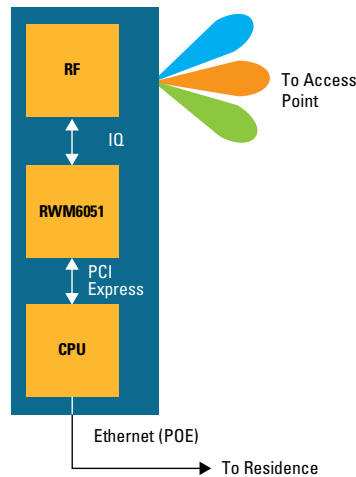 RF
To Access
Point
IQ
RWM6051
PCI
Express
CPU
Ethernet (POE)
To Residence